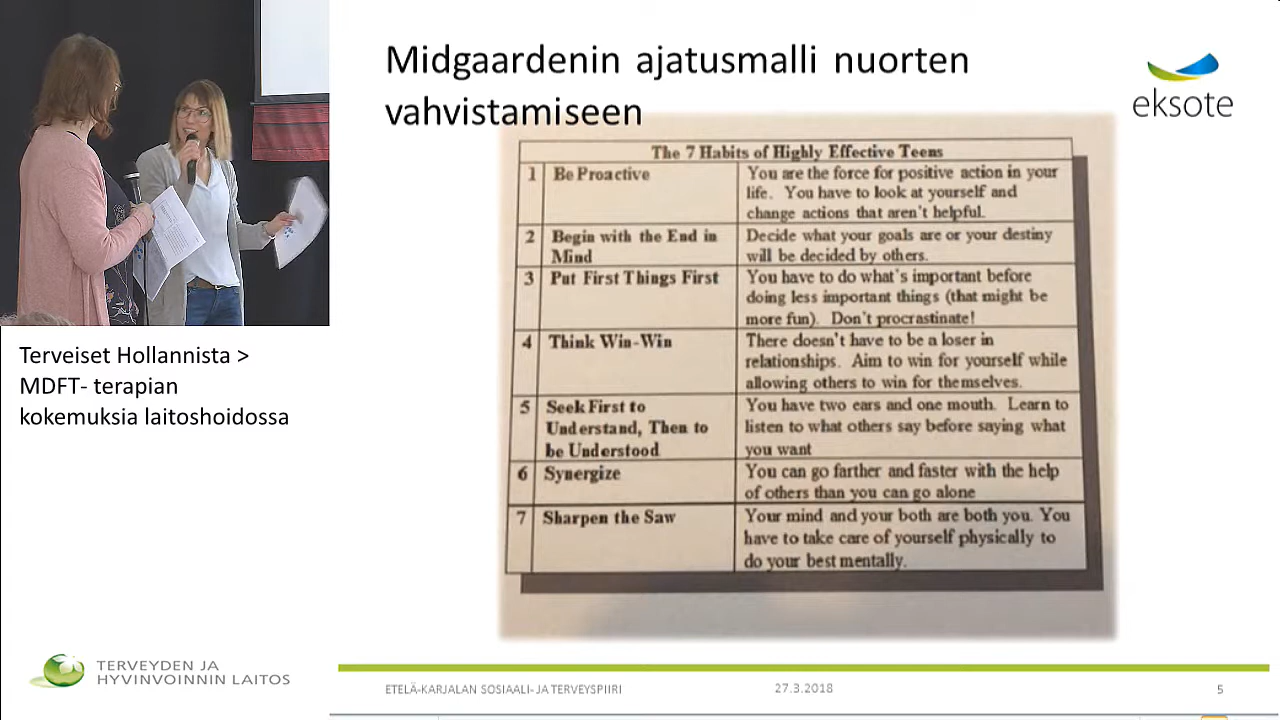 Midgaardenin ajatusmalli nuorten
vahvistamiseen
eksote
The 7 Habits of Highly Effective Teens
1 Be Proactive
You are the force for positive action in your
life. You have to look at yourself and
change actions that aren't helpful.
2 Begin with the End in
Mind
Decide what your goals are or your destiny
will be decided by others.
3 Put First Things First
You have to do what's important before
doing less important things (that might be
more fun). Don't procrastinate!
4 Think Win-Win
There doesn't have to be a loser in
relationships. Aim to win for yourself while
allowing others to win for themselves.
5 Seek First to
Understand, Then to
be Understood
You have two ears and one mouth. Learn to
listen to what others say before saying what
you want
6 Synergize
You can go farther and faster with the help
of others than you can go alone
7 Sharpen the Saw
Your mind and your both are both you. You
have to take care of yourself physically to
do your best mentally.
Terveiset Hollannista >
MDFT- terapian
kokemuksia laitoshoidossa
TERVEYDEN JA
HYVINVOINNIN LAITOS
ETELÄ-KARJALAN SOSIAALI- JA TERVEYSPIIRI
27.3.2018
5